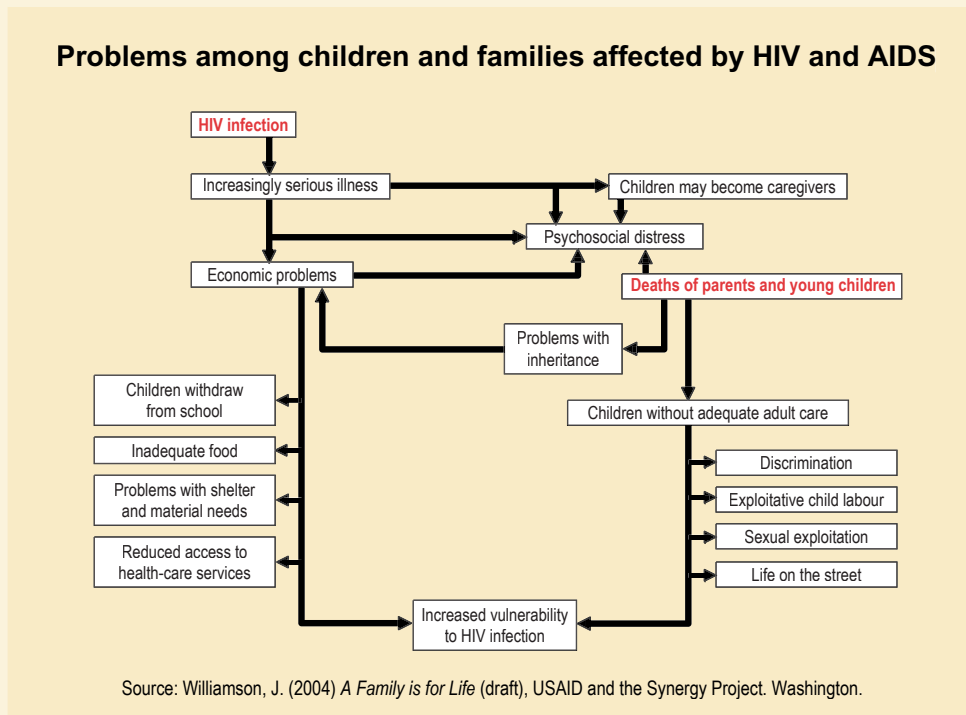 Problems among children and families affected by HIV and AIDS
HIV infection
Increasingly serious illness
Children may become caregivers
Psychosocial distress
Economic problems
Deaths of parents and young children
Problems with
inheritance
Children withdraw
from school
Children without adequate adult care
Inadequate food
Discrimination
Problems with shelter
and material needs
Exploitative child labour
Sexual exploitation
Reduced access to
health-care services
Life on the street
Increased vulnerability
to HIV infection
Source: Williamson, J. (2004) A Family is for Life (draft), USAID and the Synergy Project. Washington.